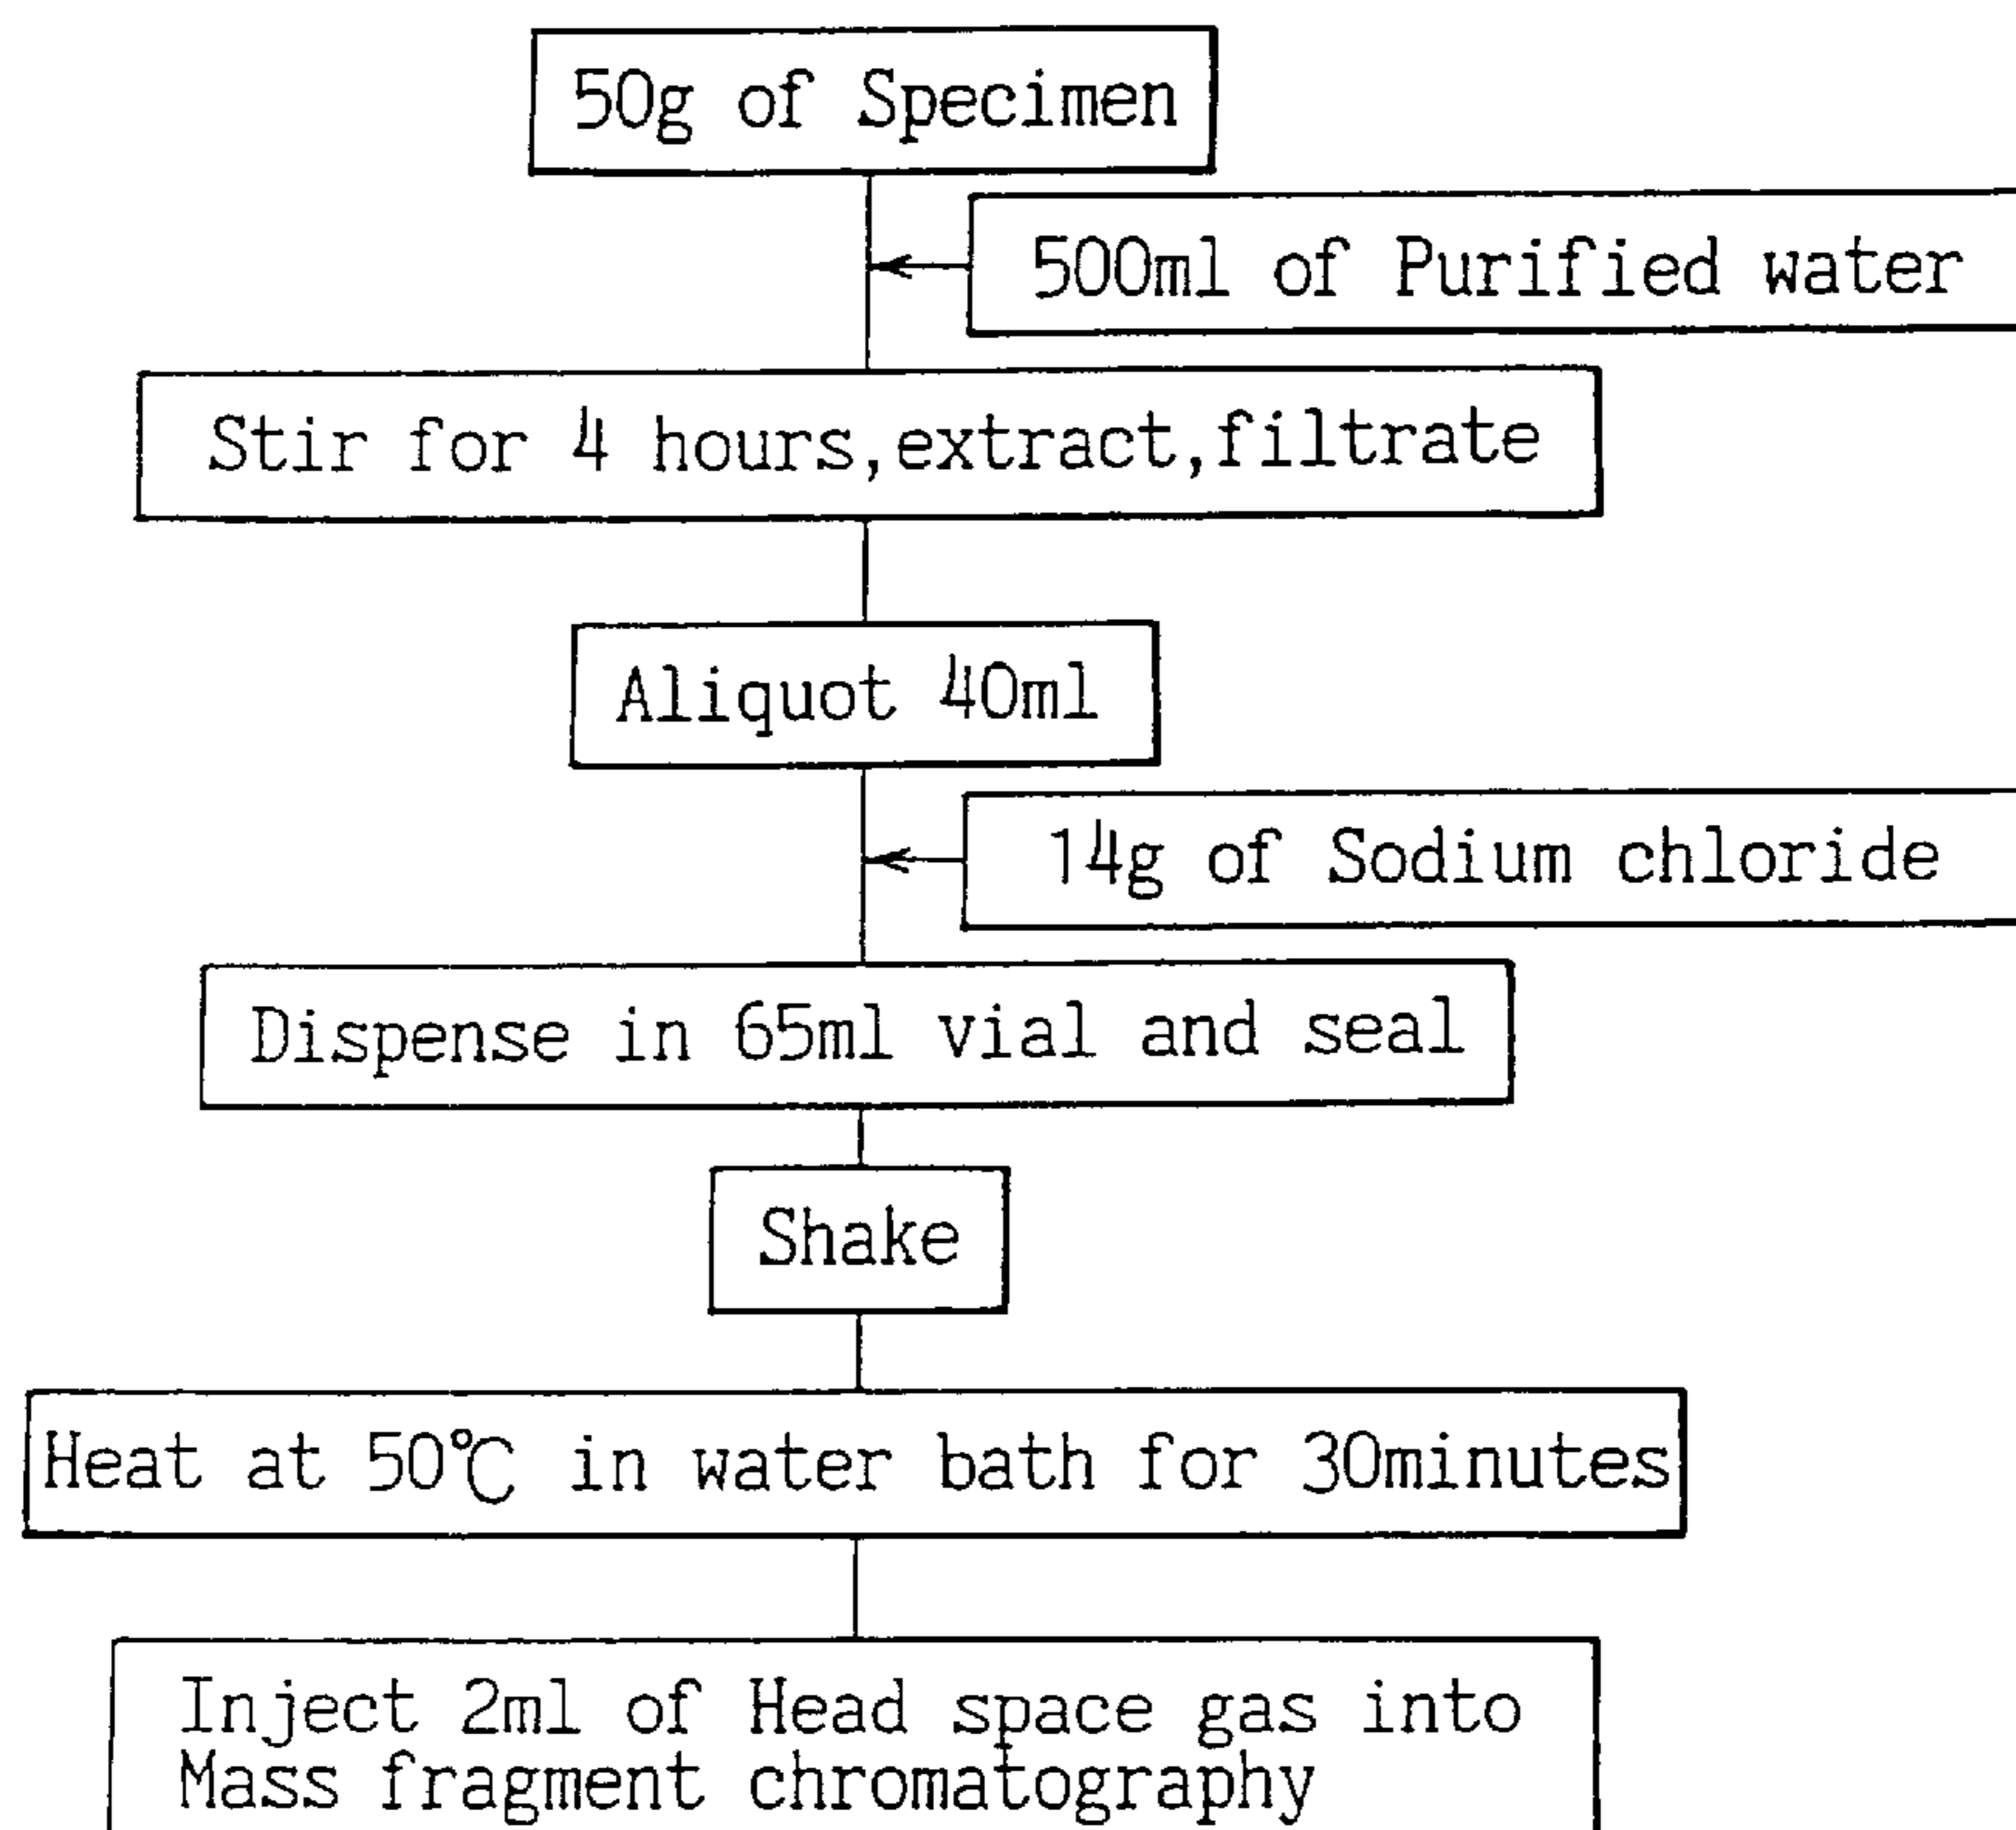 50g of Specimen
500ml of Purified water
Stir for 4 hours,extract,filtrate
Aliquot 40ml
14g of Sodium chloride
Dispense in 65ml vial and seal
Shake
Heat at 50℃ in water bath for 30minutes
Inject 2ml of Head space gas into
Mass fragment chromatography